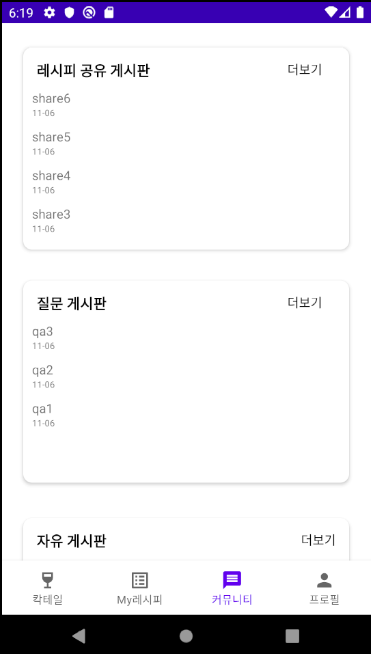 6:19
레시피 공유 게시판 더보기
share6
11-06
share5
11-06
share4
11-06
share3
11-06
질문 게시판 더보기
qa3
11-06
qa2
11-06
qa1
11-06
자유 게시판 더보기
칵테일 My레시피 커뮤니티 프로필